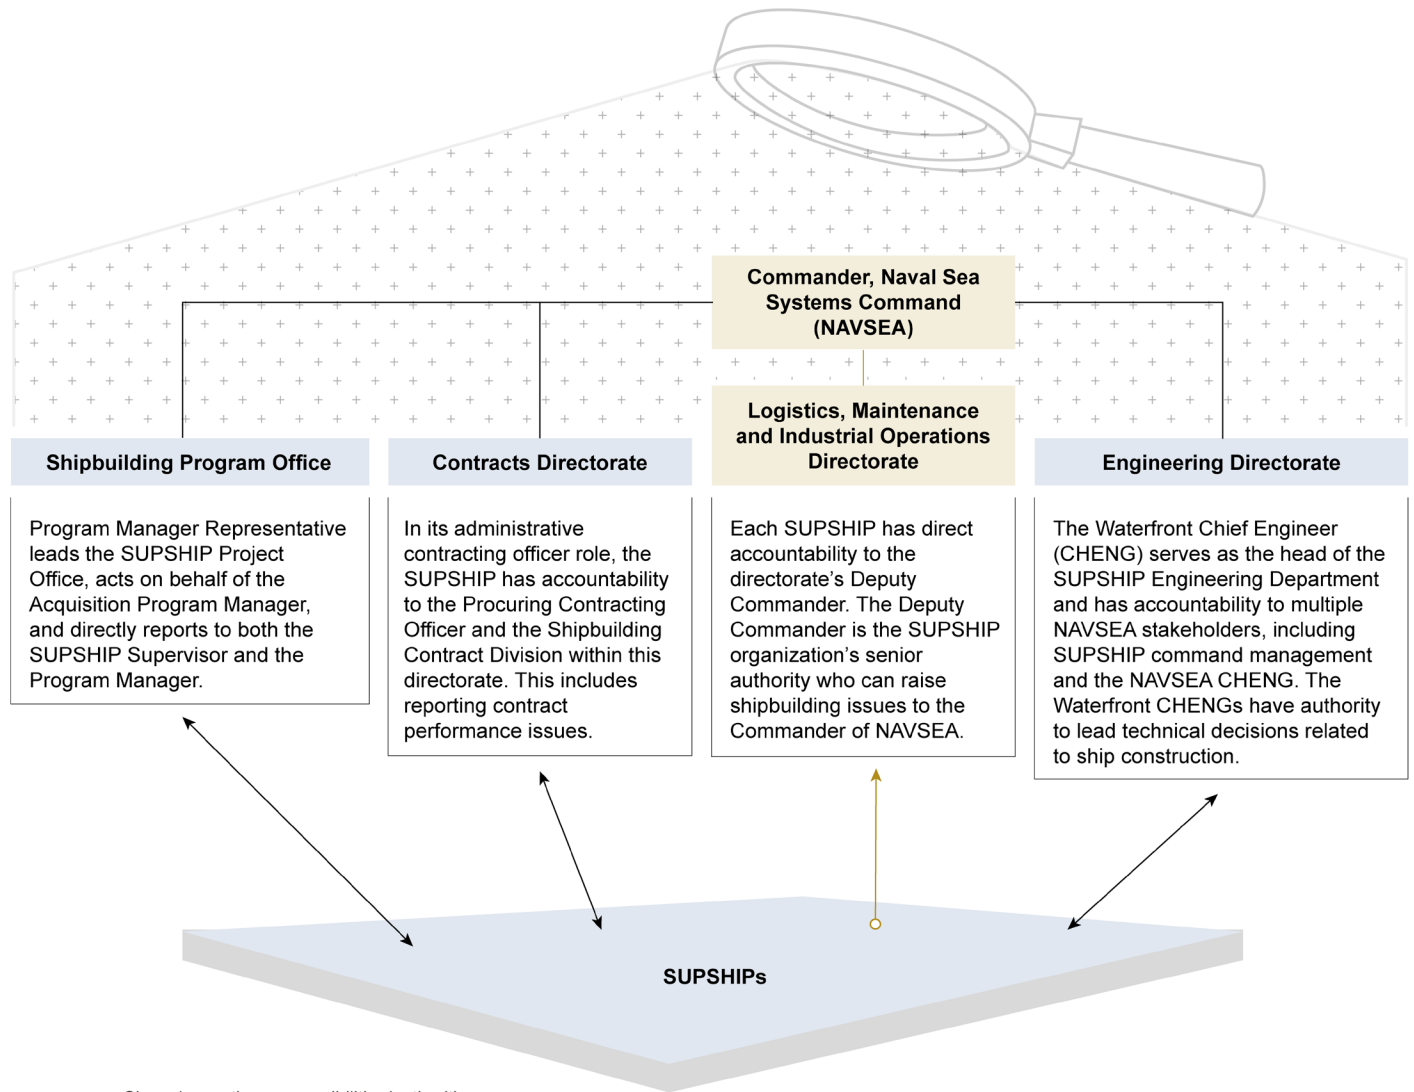 Commander, Naval Sea
Systems Command
(NAVSEA)
Shipbuilding Program Office
Program Manager Representative
leads the SUPSHIP Project
Office, acts on behalf of the
Acquisition Program Manager,
and directly reports to both the
SUPSHIP Supervisor and the
Program Manager.
Contracts Directorate
In its administrative
contracting officer role, the
SUPSHIP has accountability
to the Procuring Contracting
Officer and the Shipbuilding
Contract Division within this
directorate. This includes
reporting contract
performance issues.
Logistics, Maintenance
and Industrial Operations
Directorate
Each SUPSHIP has direct
accountability to the
directorate’s Deputy
Commander. The Deputy
Commander is the SUPSHIP
organization’s senior
authority who can raise
shipbuilding issues to the
Commander of NAVSEA.
Engineering Directorate
The Waterfront Chief Engineer
(CHENG) serves as the head of the
SUPSHIP Engineering Department
and has accountability to multiple
NAVSEA stakeholders, including
SUPSHIP command management
and the NAVSEA CHENG. The
Waterfront CHENGs have authority
to lead technical decisions related
to ship construction.
SUPSHIPs